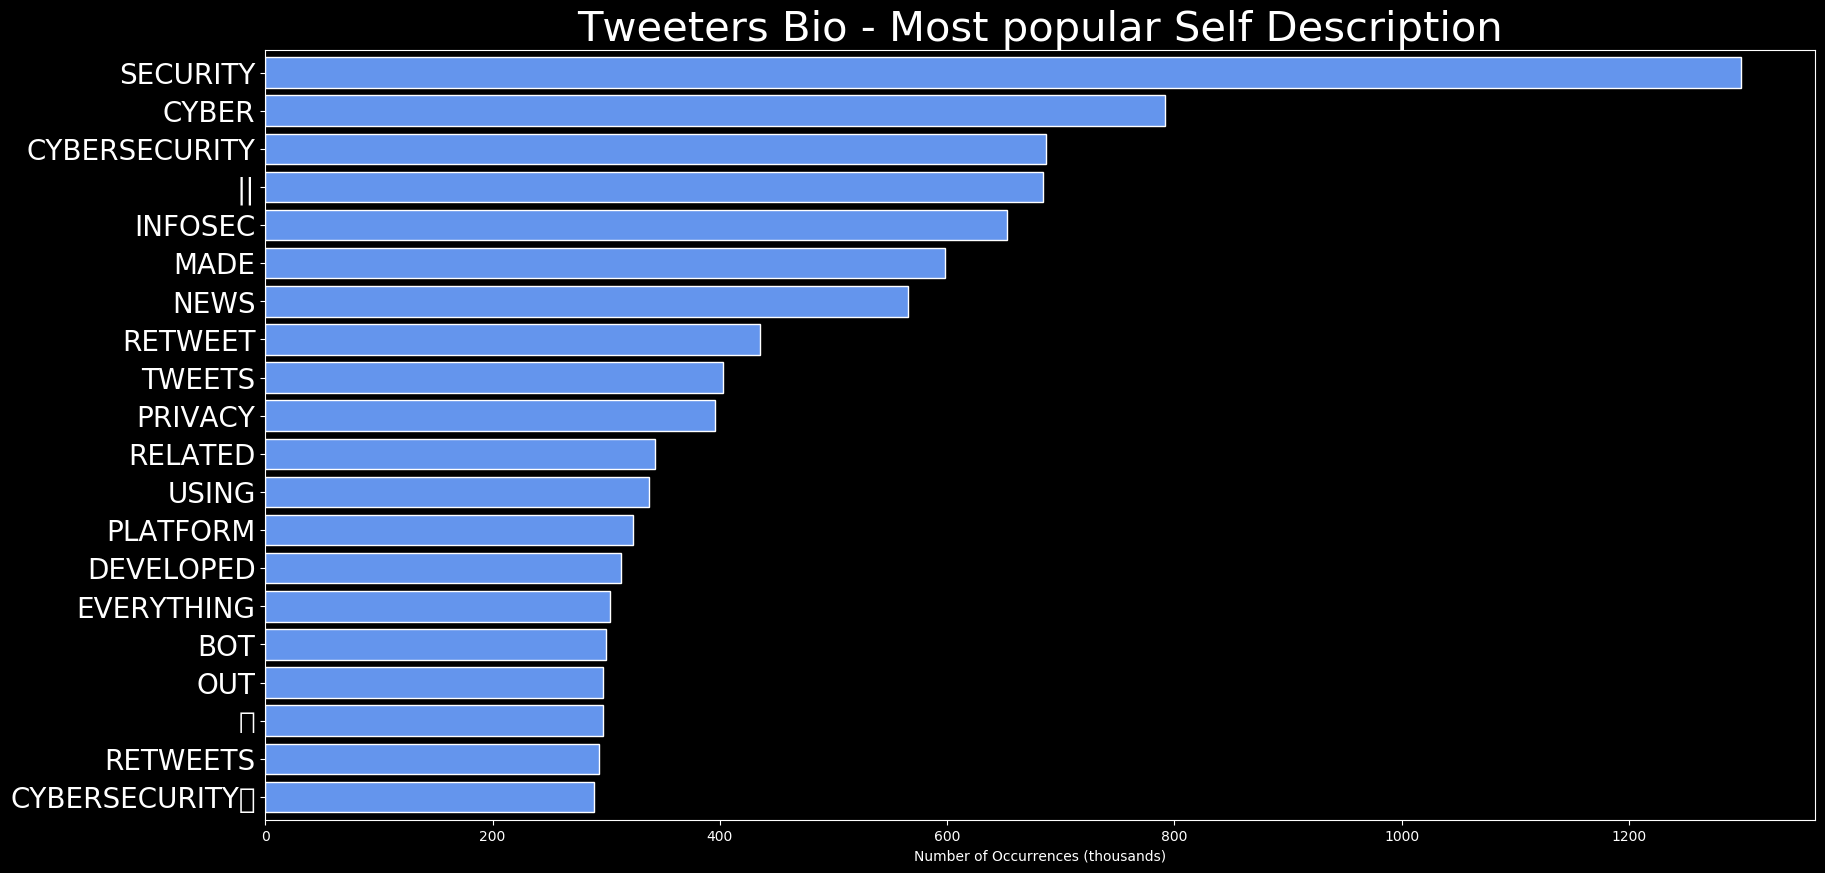 Tweeters Bio - Most popular Self Description
SECURITY
CYBER
CYBERSECURITY
||
INFOSEC
MADE
NEWS
RETWEET
TWEETS
PRIVACY
RELATED
USING
PLATFORM
DEVELOPED
EVERYTHING
BOT
OUT
▯
RETWEETS
CYBERSECURITY▯
0 200 400 600 800 1000 1200
Number of Occurrences (thousands)